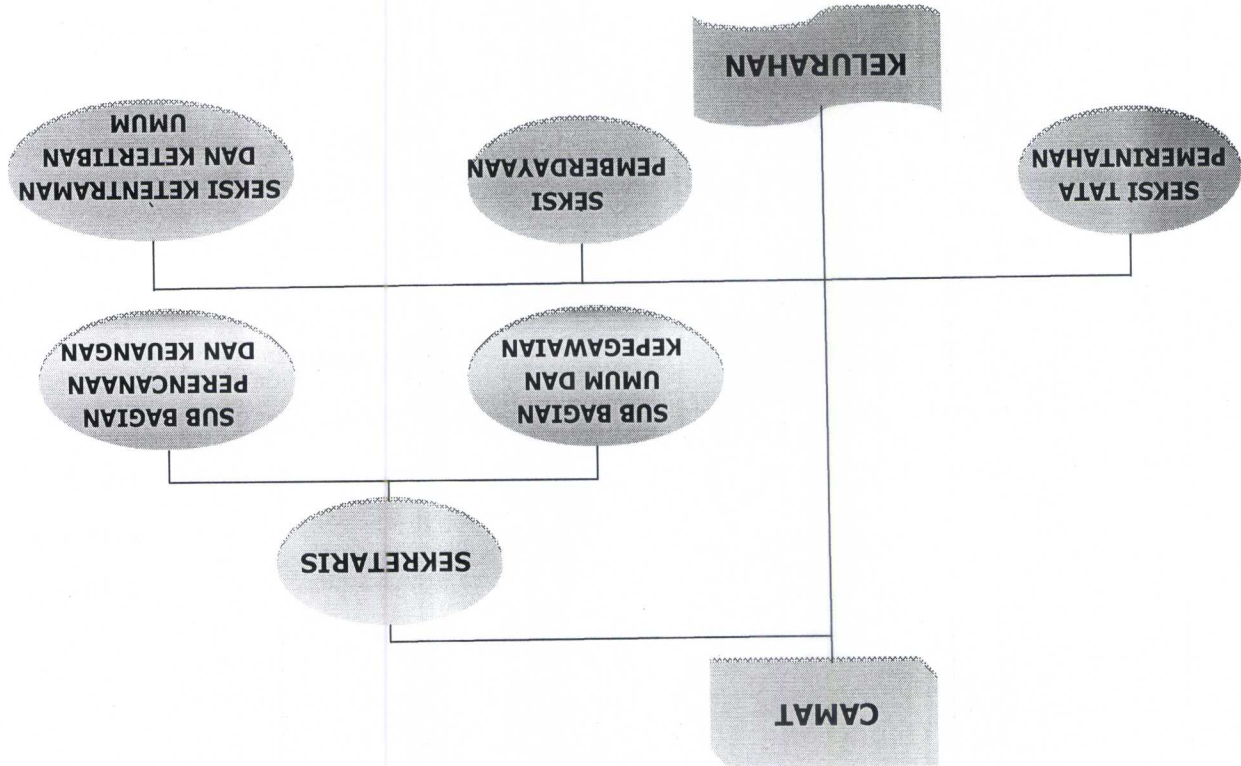 CAMAT
SEKRETARIS
SUB BAGIAN
UMUM DAN
KEPEGAWAIAN
SUB BAGIAN
PERENCANAAN
DAN KEUANGAN
SEKSI TATA
PEMERINTAHAN
SEKSI
PEMBERDAYAAN
SEKSI KETENTRAMAN
DAN KETERTIBAN
UMUM
KELURAHAN